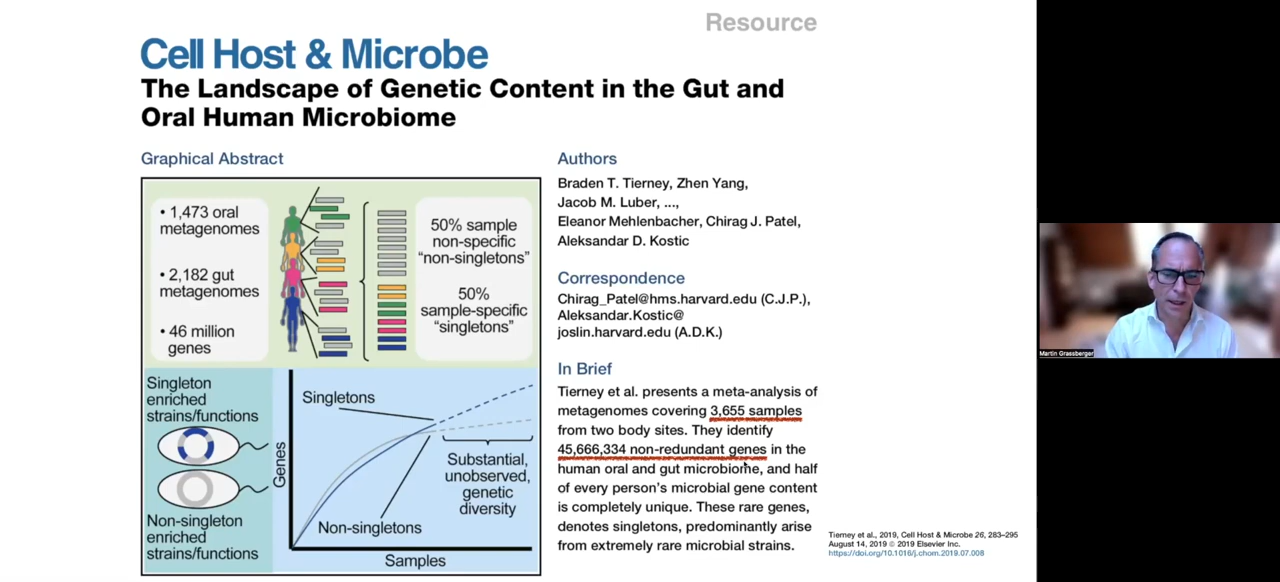 Resource
Cell Host & Microbe
The Landscape of Genetic Content in the Gut and
Oral Human Microbiome
Graphical Abstract
• 1,473 oral
metagenomes
• 2,182 gut
metagenomes
• 46 million
genes
50% sample
non-specific
“non-singletons”
50%
sample-specific
“singletons”
Singleton
enriched
strains/functions
Non-singleton
enriched
strains/functions
Genes
Singletons
Substantial,
unobserved,
genetic
diversity
Non-singletons
Samples
Authors
Braden T. Tierney, Zhen Yang,
Jacob M. Luber, ...,
Eleanor Mehlenbacher, Chirag J. Patel,
Aleksandar D. Kostic
Correspondence
Chirag_Patel@hms.harvard.edu (C.J.P.),
Aleksandar.Kostic@
joslin.harvard.edu (A.D.K.)
In Brief
Tierney et al. presents a meta-analysis of
metagenomes covering 3,655 samples
from two body sites. They identify
45,666,334 non-redundant genes in the
human oral and gut microbiome, and half
of every person’s microbial gene content
is completely unique. These rare genes,
denotes singletons, predominantly arise
from extremely rare microbial strains.
Tierney et al., 2019, Cell Host & Microbe 26, 283–295
August 14, 2019 © 2019 Elsevier Inc.
https://doi.org/10.1016/j.chom.2019.07.008
Martin Grassberger